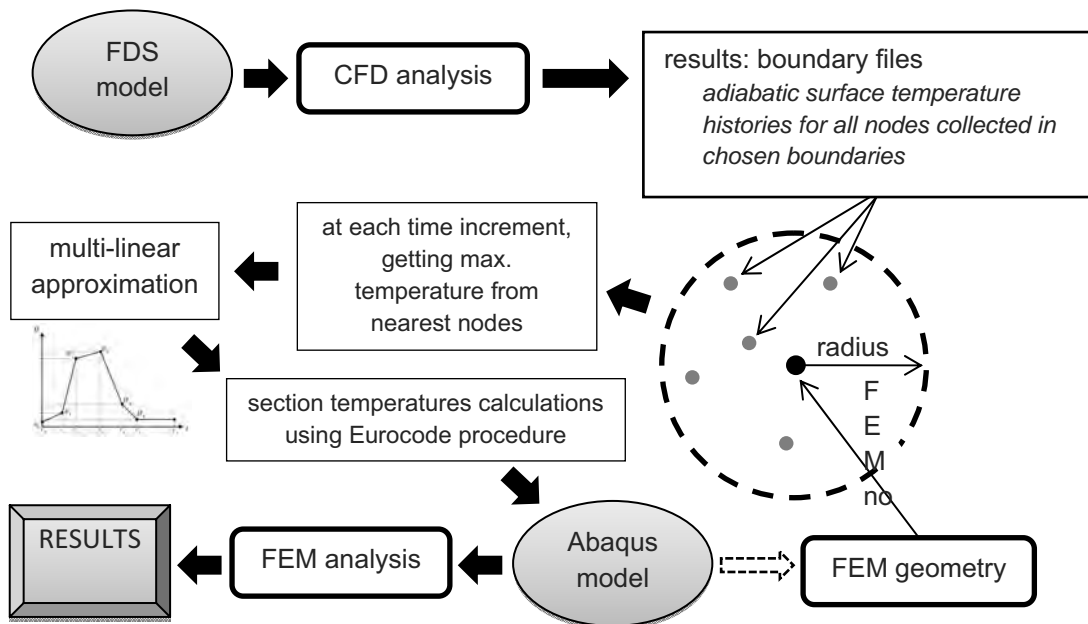 FDS
model
CFD analysis
results: boundary files
adiabatic surface temperature
histories for all nodes collected in
chosen boundaries
multi-linear
approximation
at each time increment,
getting max.
temperature from
nearest nodes
radius
F
E
M
no
section temperatures calculations
using Eurocode procedure
RESULTS
FEM analysis
Abaqus
model
FEM geometry